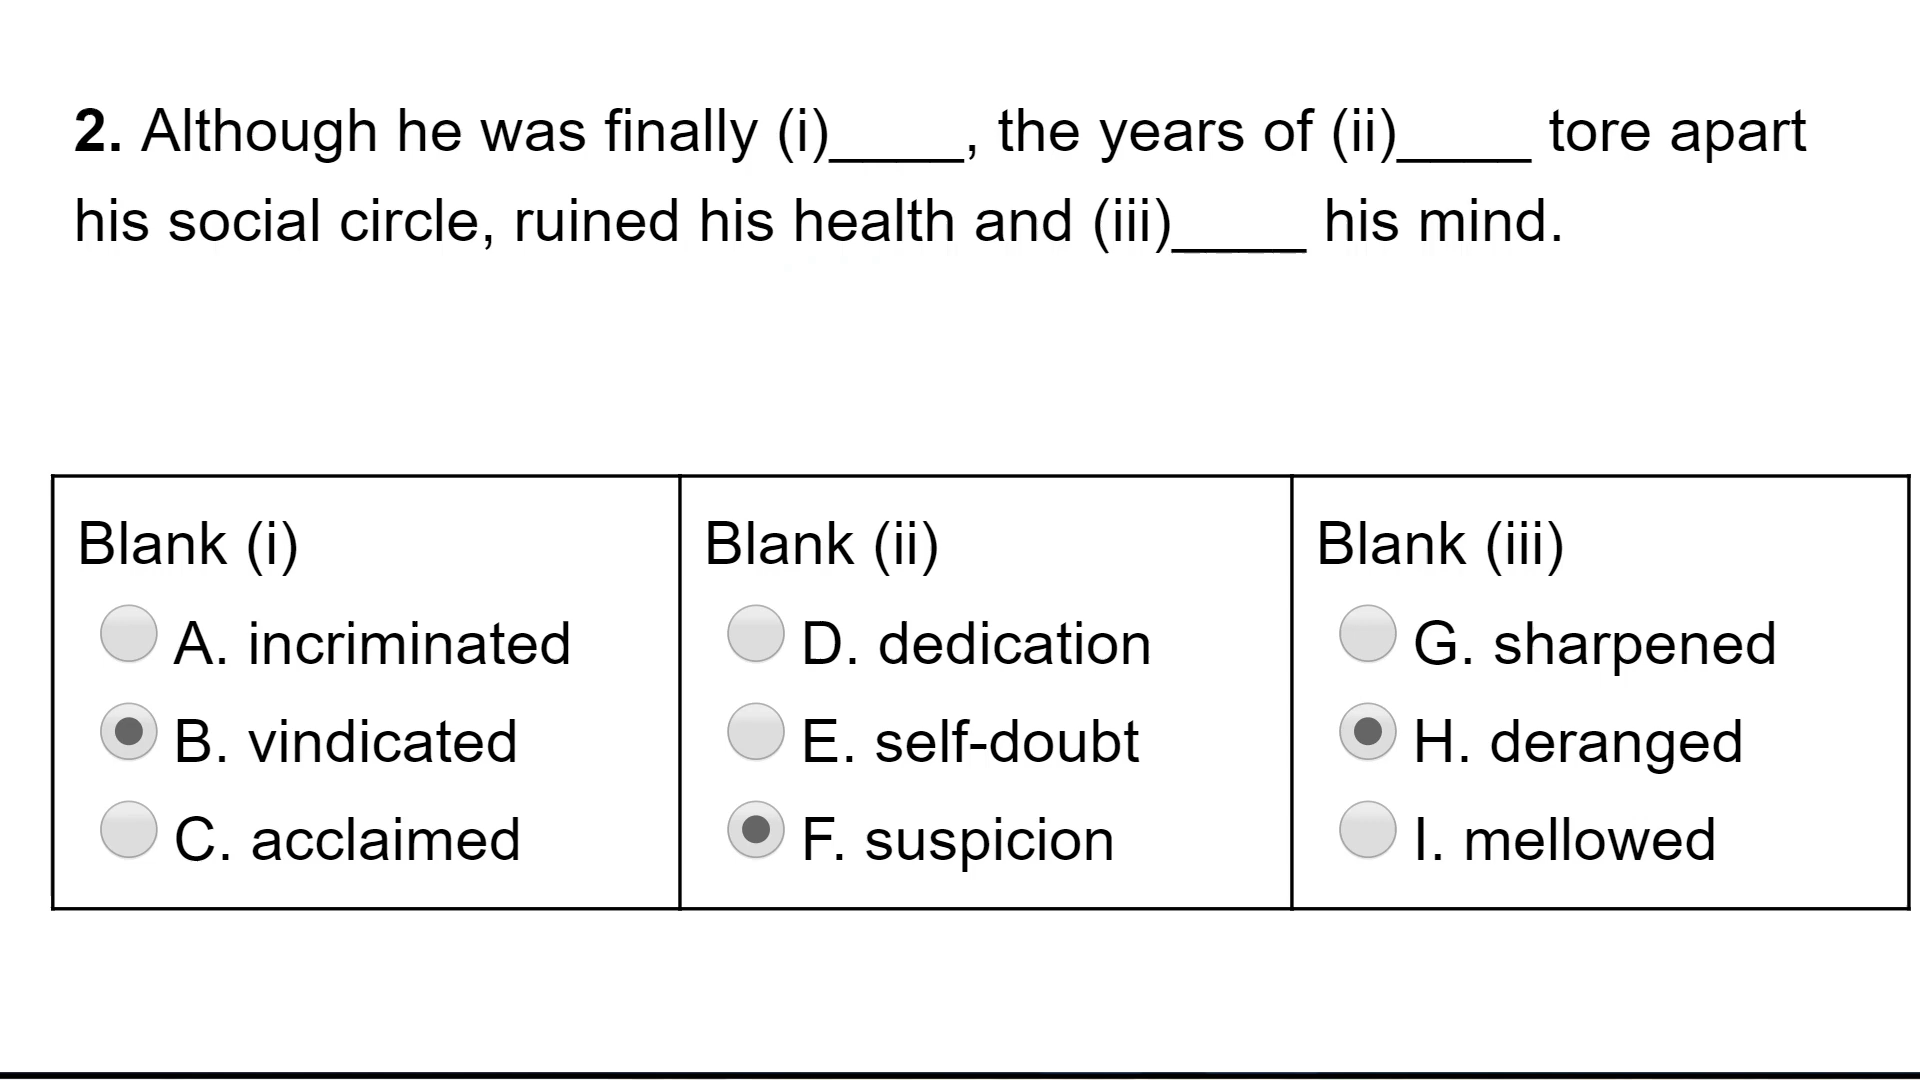 2. Although he was finally (i)____, the years of (ii)____ tore apart
his social circle, ruined his health and (iii)____ his mind.
Blank (i)
A. incriminated
B. vindicated
C. acclaimed
Blank (ii)
D. dedication
E. self-doubt
F. suspicion
Blank (iii)
G. sharpened
H. deranged
I. mellowed